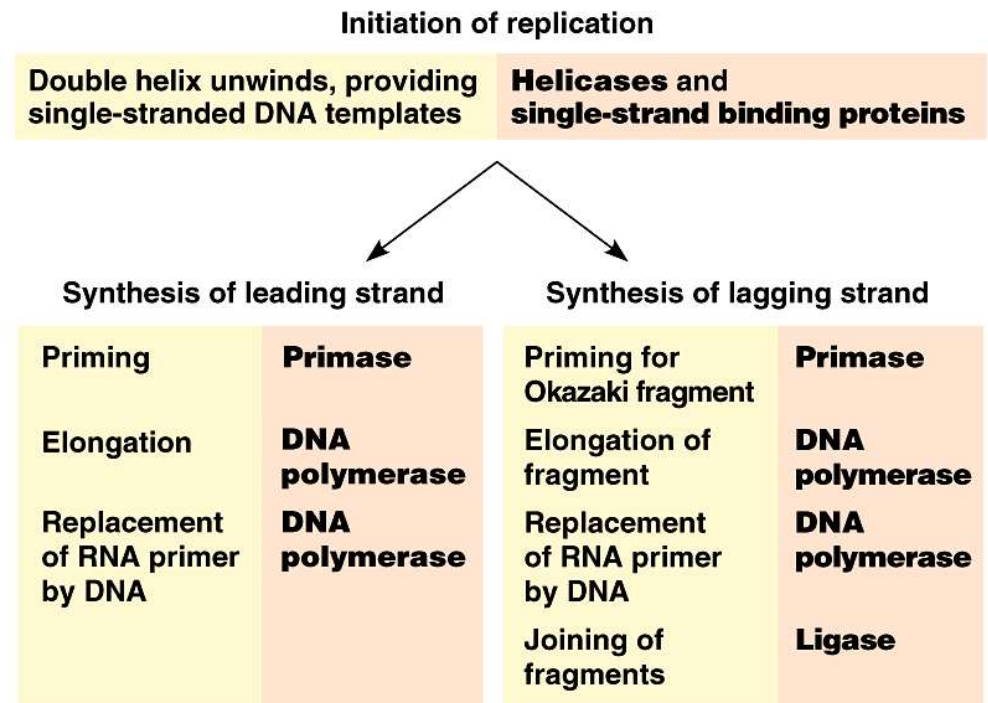 Initiation of replication
Double helix unwinds, providing
single-stranded DNA templates
Helicases and
single-strand binding proteins
Synthesis of leading strand
Priming
Primase
Elongation
DNA
polymerase
Replacement
of RNA primer
by DNA
DNA
polymerase
Synthesis of lagging strand
Priming for
Okazaki fragment
Primase
Elongation of
fragment
DNA
polymerase
Replacement
of RNA primer
by DNA
DNA
polymerase
Joining of
fragments
Ligase